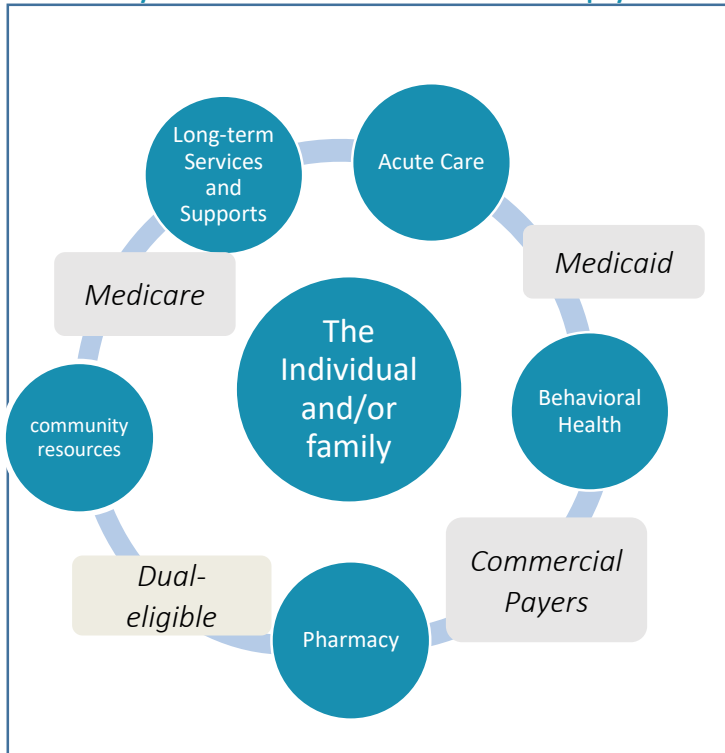 Long-term
Services
and
Supports
Acute Care
Medicare
Medicaid
The
Individual
and/or
family
community
resources
Behavioral
Health
Dual-
eligible
Commercial
Payers
Pharmacy